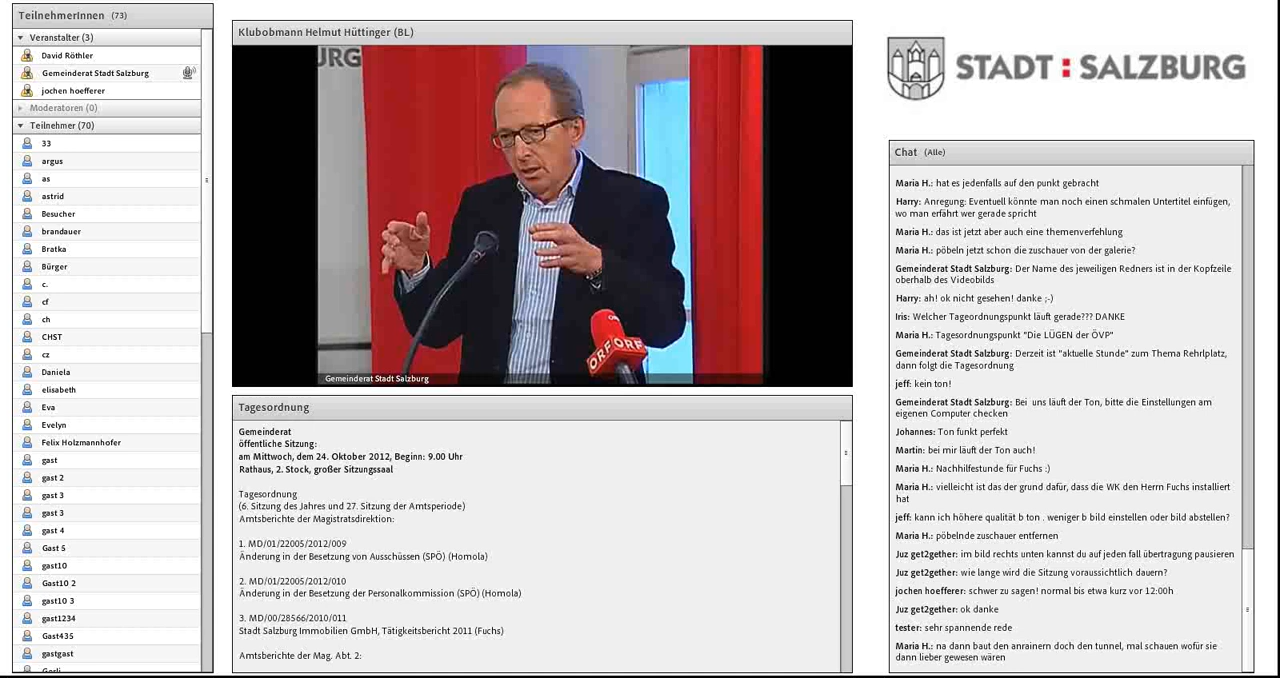 TeilnehmerInnen (73)
Veranstalter (3)
David Röthler
Gemeinderat Stadt Salzburg
jochen hoefferer
Moderatoren (0)
Teilnehmer (70)
33
argus
as
astrid
Besucher
brandauer
Bratka
Bürger
c.
cf
ch
CHST
cz
Daniela
elisabeth
Eva
Evelyn
Felix Holzmannhofer
gast
gast 2
gast 3
gast 3
gast 4
Gast 5
gast10
Gast10 2
gast10 3
gast1234
Gast435
gastgast
Klubobmann Helmut Hüttinger (BL)
URG
ORF ORF
Gemeinderat Stadt Salzburg
Tagesordnung
Gemeinderat
öffentliche Sitzung:
am Mittwoch, dem 24. Oktober 2012, Beginn: 9.00 Uhr
Rathaus, 2. Stock, großer Sitzungssaal
Tagesordnung
(6. Sitzung des Jahres und 27. Sitzung der Amtsperiode)
Amtsberichte der Magistratsdirektion:
1. MD/01/22005/2012/009
Änderung in der Besetzung von Ausschüssen (SPÖ) (Homola)
2. MD/01/22005/2012/010
Änderung in der Besetzung der Personalkommission (SPÖ) (Homola)
3. MD/00/28566/2010/011
Stadt Salzburg Immobilien GmbH, Tätigkeitsbericht 2011 (Fuchs)
Amtsberichte der Mag. Abt. 2:
STADT : SALZBURG
Chat (Alle)
Maria H.: hat es jedenfalls auf den punkt gebracht
Harry: Anregung: Eventuell könnte man noch einen schmalen Untertitel einfügen,
wo man erfährt wer gerade spricht
Maria H.: das ist jetzt aber auch eine themenverfehlung
Maria H.: pöbeln jetzt schon die zuschauer von der galerie?
Gemeinderat Stadt Salzburg: Der Name des jeweiligen Redners ist in der Kopfzeile
oberhalb des Videobilds
Harry: ah! ok nicht gesehen! danke ;-)
Iris: Welcher Tageordnungspunkt läuft gerade??? DANKE
Maria H.: Tagesordnungspunkt "Die LÜGEN der ÖVP"
Gemeinderat Stadt Salzburg: Derzeit ist "aktuelle Stunde" zum Thema Rehrlplatz,
dann folgt die Tagesordnung
jeff: kein ton!
Gemeinderat Stadt Salzburg: Bei uns läuft der Ton, bitte die Einstellungen am
eigenen Computer checken
Johannes: Ton funkt perfekt
Martin: bei mir läuft der Ton auch!
Maria H.: Nachhilfestunde für Fuchs :)
Maria H.: vielleicht ist das der grund dafür, dass die WK den Herrn Fuchs installiert
hat
jeff: kann ich höhere qualität b ton . weniger b bild einstellen oder bild abstellen?
Maria H.: pöbelnde zuschauer entfernen
Juz get2gether: im bild rechts unten kannst du auf jeden fall übertragung pausieren
Juz get2gether: wie lange wird die Sitzung voraussichtlich dauern?
jochen hoefferer: schwer zu sagen! normal bis etwa kurz vor 12:00h
Juz get2gether: ok danke
tester: sehr spannende rede
Maria H.: na dann baut den anrainern doch den tunnel, mal schauen wofür sie
dann lieber gewesen wären